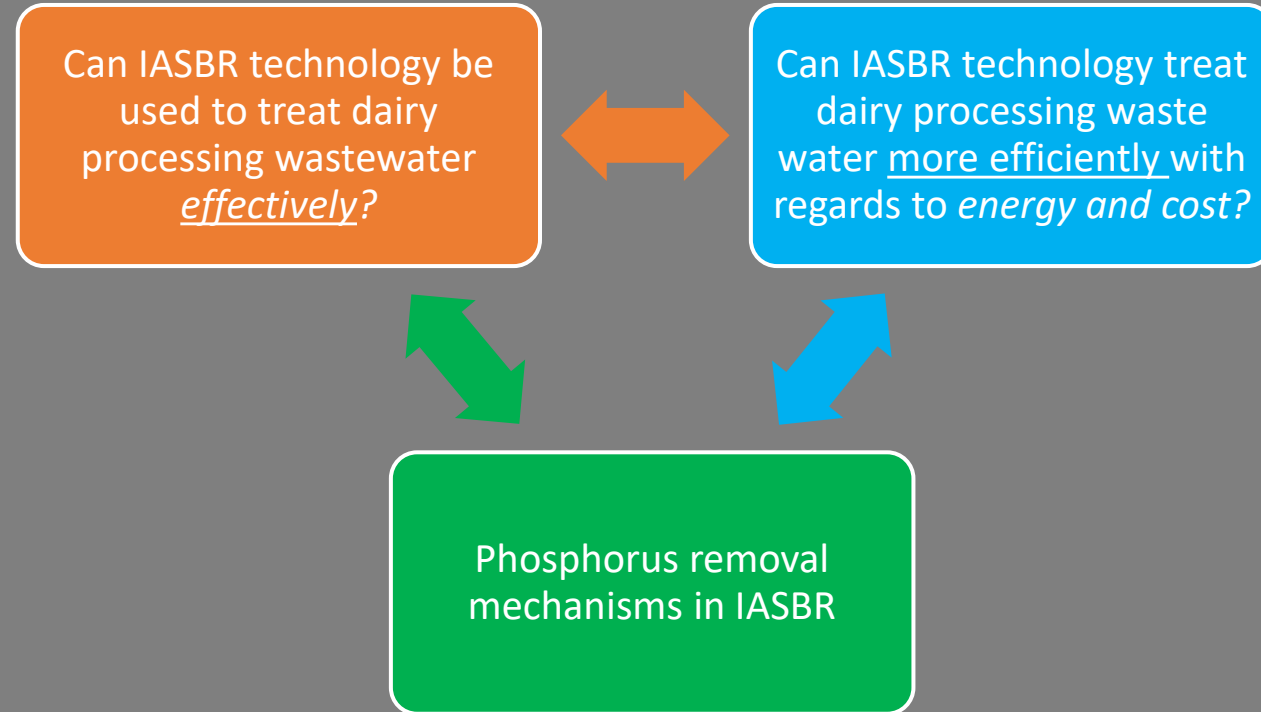 Can IASBR technology be
used to treat dairy
processing wastewater
effectively?
Can IASBR technology treat
dairy processing waste
water more efficiently with
regards to energy and cost?
Phosphorus removal
mechanisms in IASBR